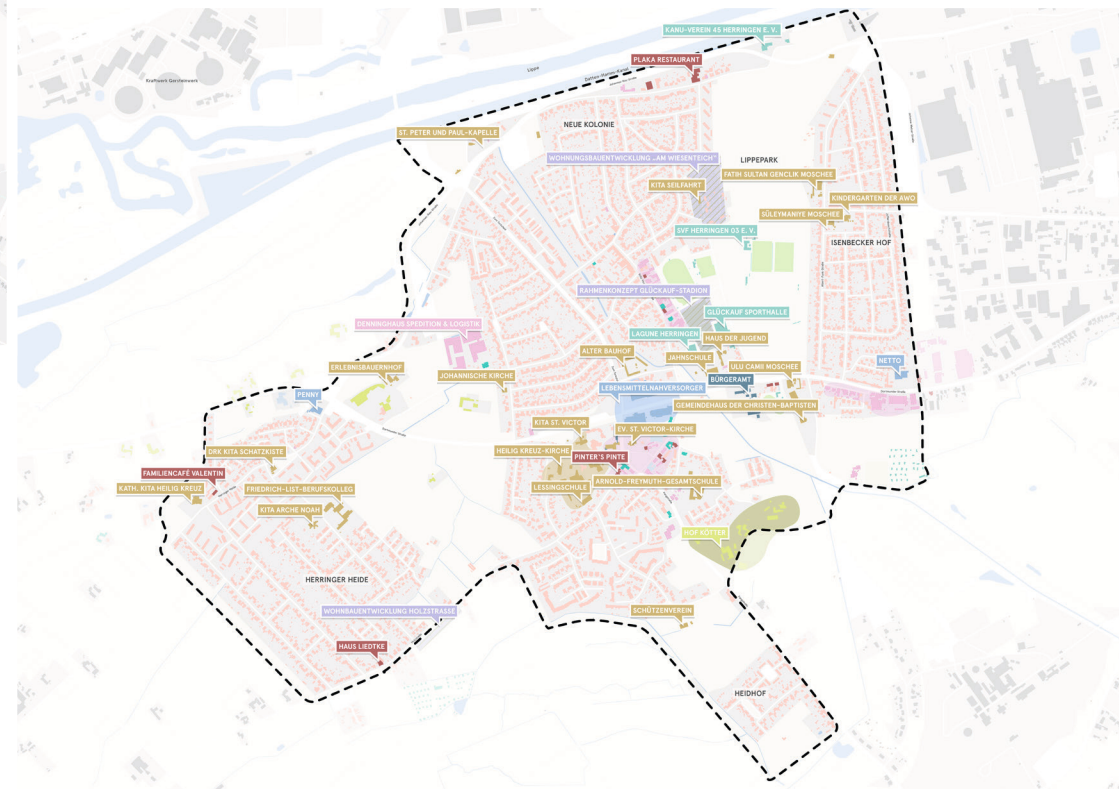 KANU-VEREIN 45 HERRINGEN E. V.
PLAKA RESTAURANT
Lippe
Kraftwerk Gersteinwerk
Datteln-Hamm-Kanal
NEUE KOLONIE
ST. PETER UND PAUL-KAPELLE
WOHNUNGSBAUENTWICKLUNG „AM WIESENTEICH"
LIPPEPARK
FATIH SULTAN GENCLIK MOSCHEE
KITA SEILFAHRT
KINDERGARTEN DER AWO
SÜLEYMANIYE MOSCHEE
SVF HERRINGEN 03 E. V.
ISENBECKER HOF
RAHMENKONZEPT GLÜCKAUF-STADION
GLÜCKAUF SPORTHALLE
DENNINGHAUS SPEDITION & LOGISTIK
LAGUNE HERRINGEN
HAUS DER JUGEND
ALTER BAUHOF
JAHNSCHULE
ULU CAMII MOSCHEE
NETTO
ERLEBNISBAUERNHOF
JOHANNISCHE KIRCHE
BÜRGERAMT
LEBENSMITTELNAHVERSORGER
PENNY
GEMEINDEHAUS DER CHRISTEN-BAPTISTEN
KITA ST. VICTOR
EV. ST. VICTOR-KIRCHE
DRK KITA SCHATZKISTE
HEILIG KREUZ-KIRCHE
PINTER'S PINTE
FAMILIENCAFÉ VALENTIN
KATH. KITA HEILIG KREUZ
FRIEDRICH-LIST-BERUFSKOLLEG
LESSINGSCHULE
ARNOLD-FREYMUTH-GESAMTSCHULE
KITA ARCHE NOAH
HOF KÖTTER
HERRINGER HEIDE
WOHNBAUENTWICKLUNG HOLZSTRASSE
SCHÜTZENVEREIN
HAUS LIEDTKE
HEIDHOF